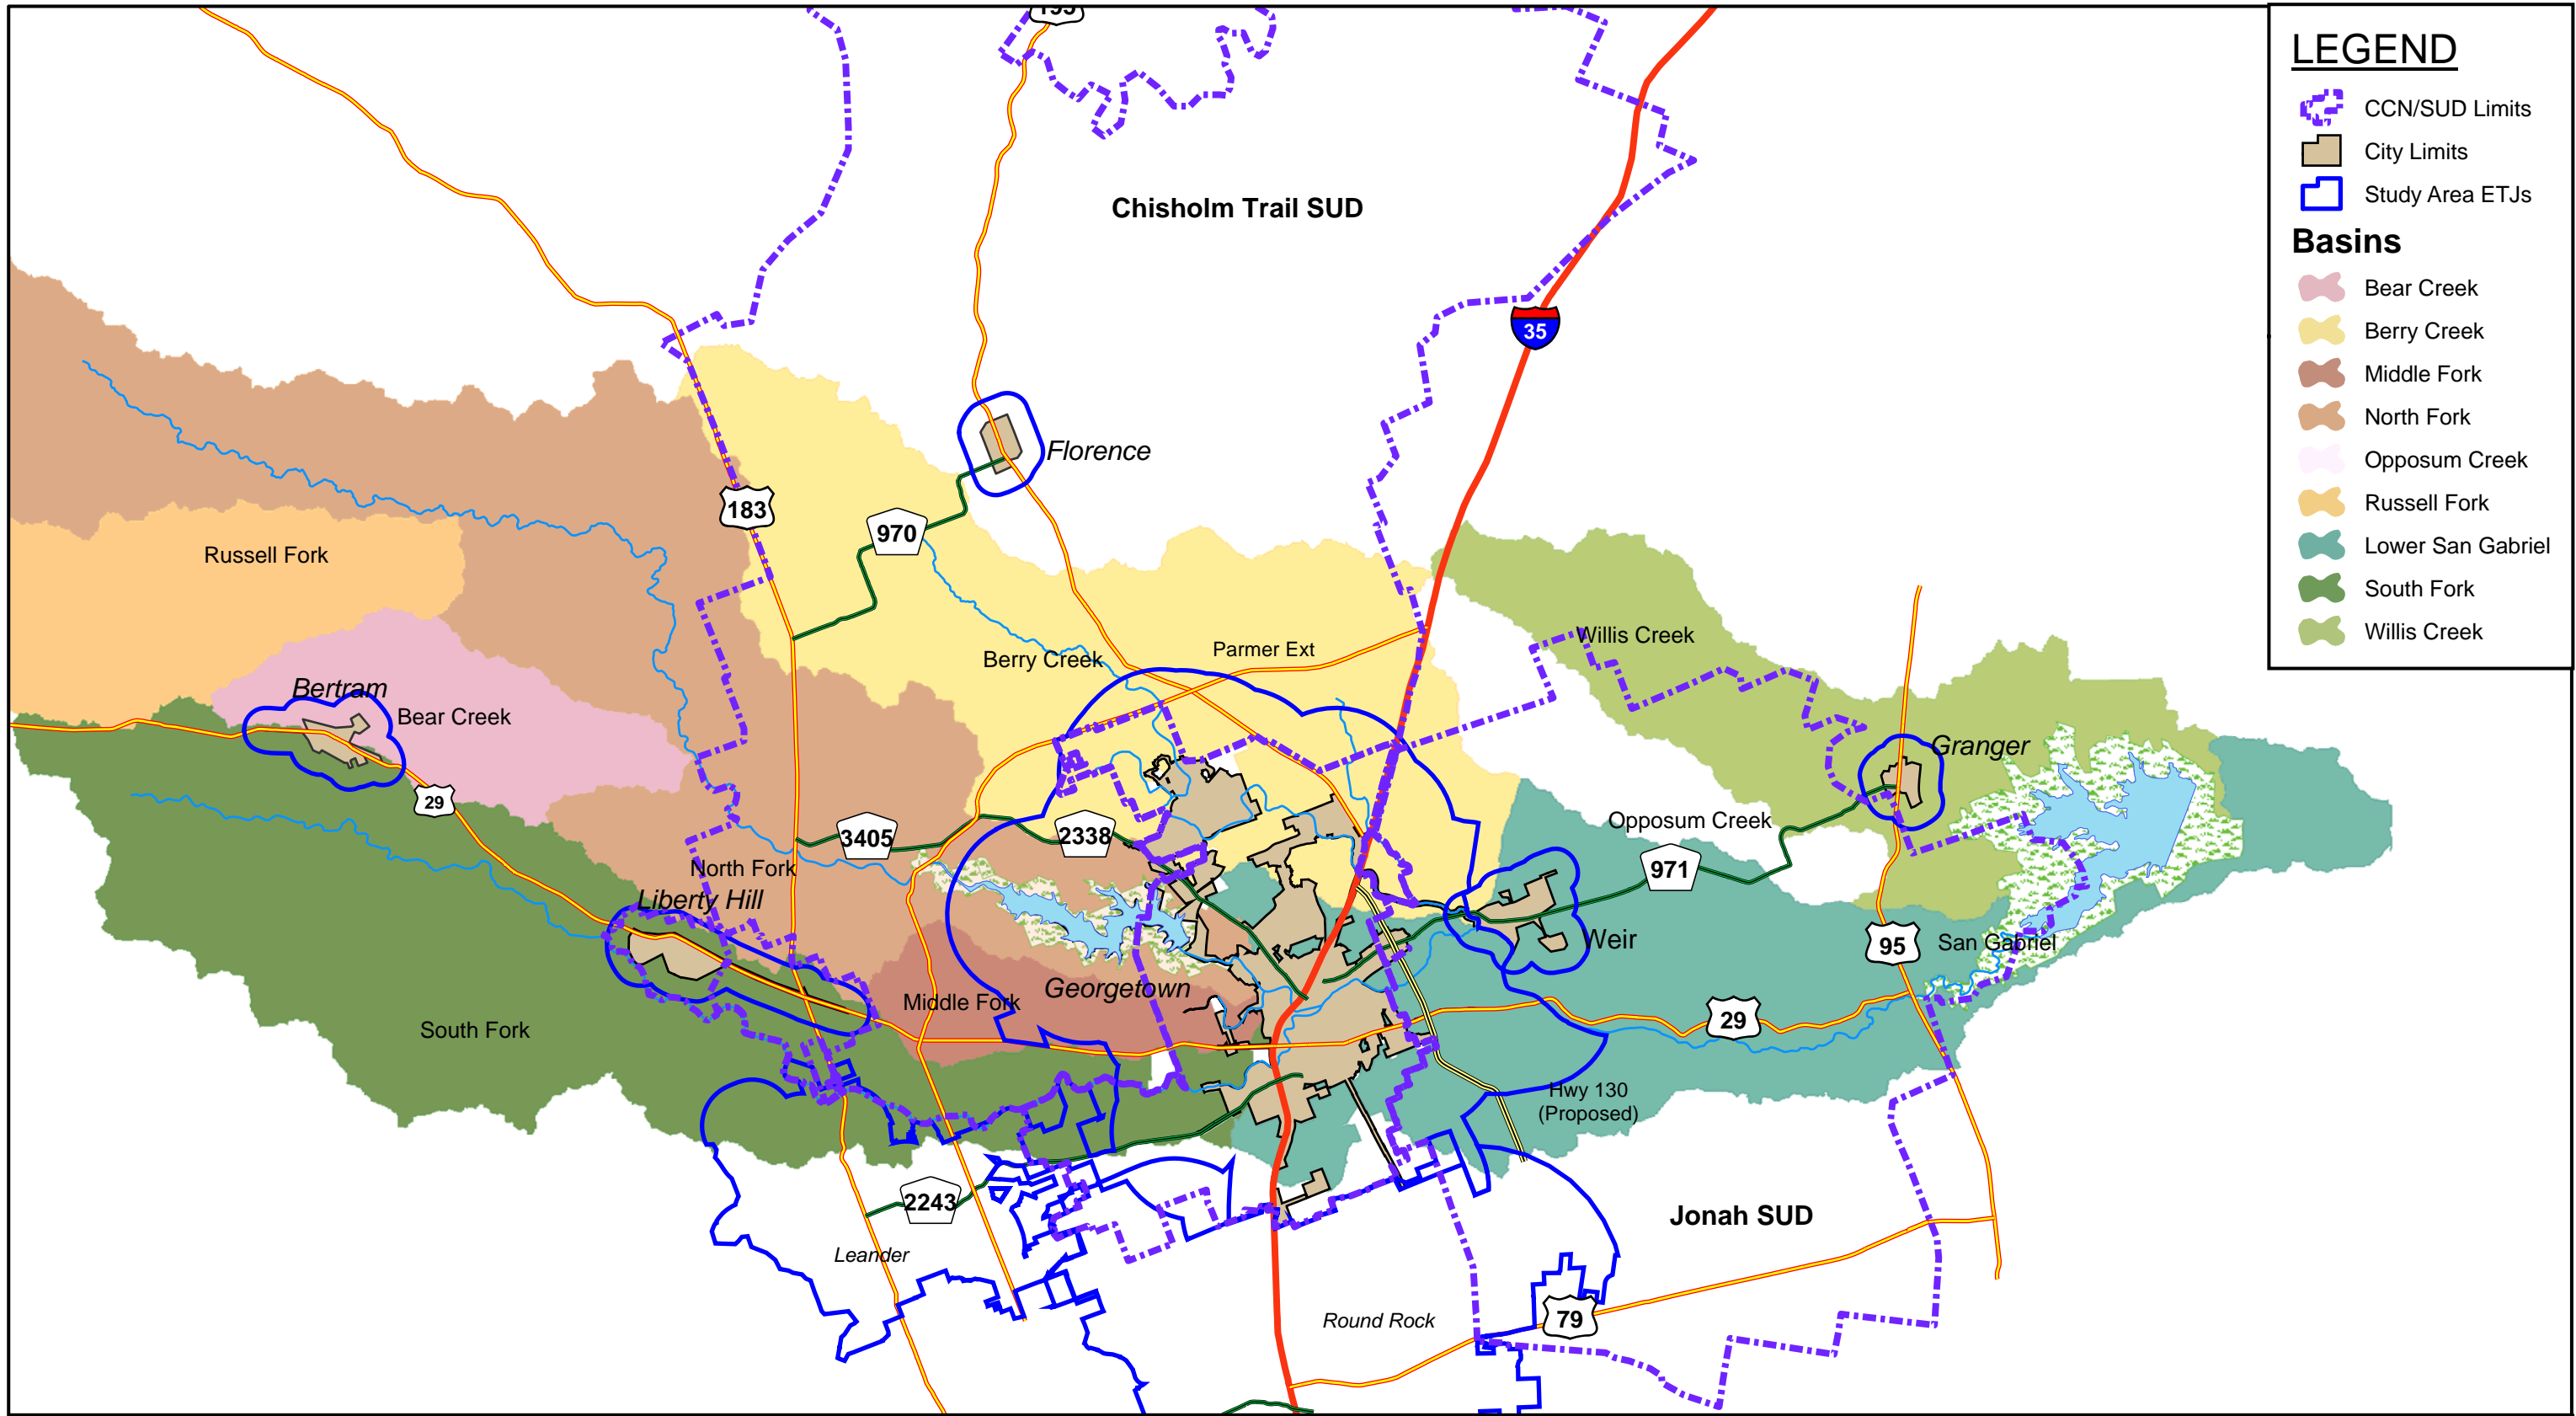 195
LEGEND
CCN/SUD Limits
City Limits
Study Area ETJs
Basins
Bear Creek
Berry Creek
Middle Fork
North Fork
Opposum Creek
Russell Fork
Lower San Gabriel
South Fork
Willis Creek
Chisholm Trail SUD
35
Florence
183
970
Russell Fork
Berry Creek
Parmer Ext
Willis Creek
Bertram
Bear Creek
Granger
29
3405
2338
Opposum Creek
971
North Fork
Liberty Hill
Weir
95
San Gabriel
Middle Fork
Georgetown
South Fork
29
Hwy 130
(Proposed)
2243
Jonah SUD
Leander
Round Rock
79